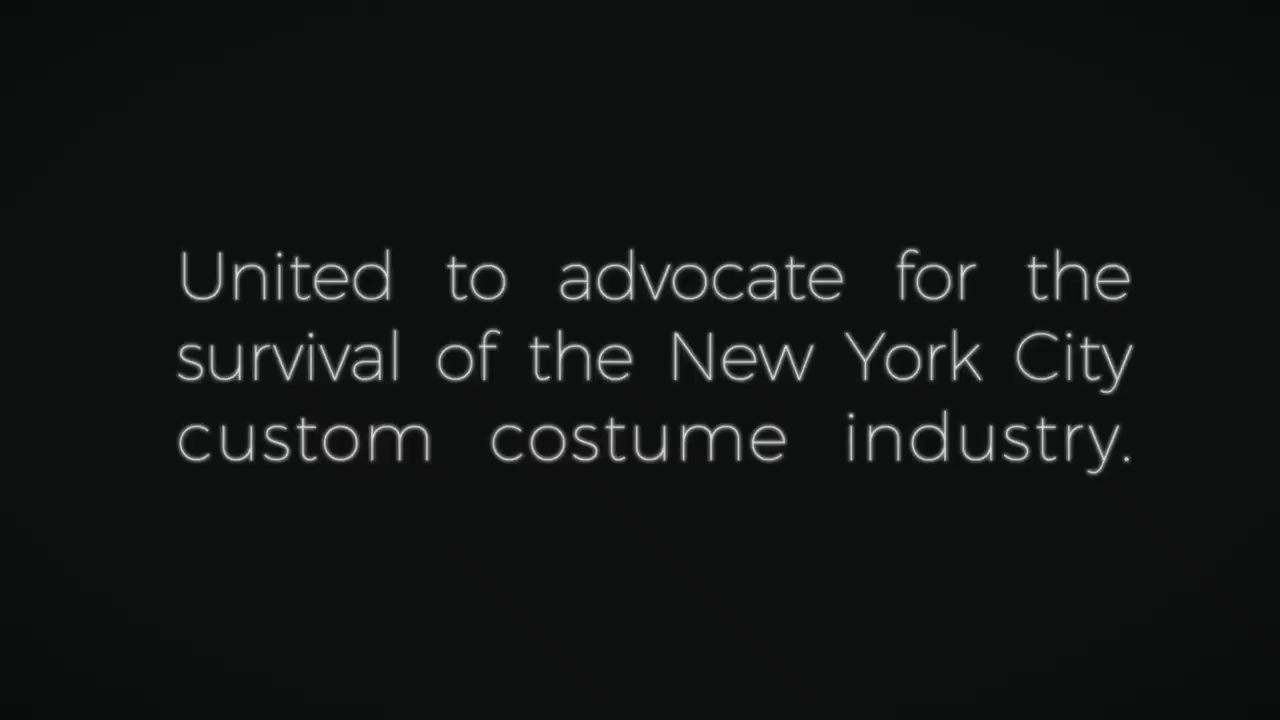 United to advocate for the
survival of the New York City
custom costume industry.